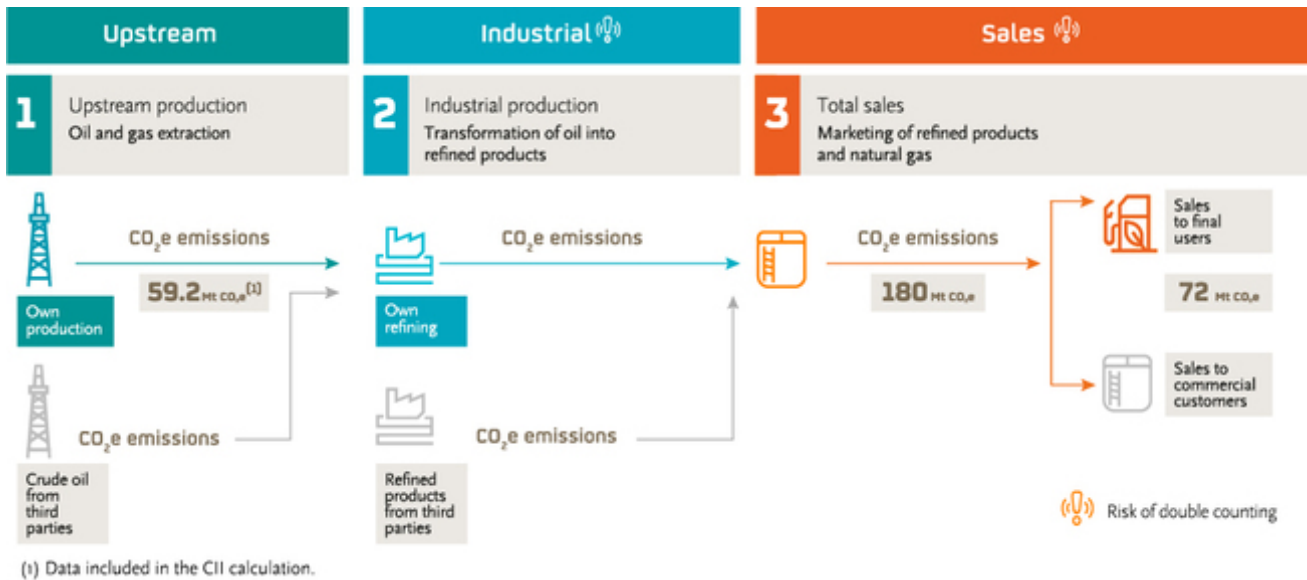 Upstream
Industrial
Sales
1
Upstream production
Oil and gas extraction
2
Industrial production
Transformation of oil into
refined products
3
Total sales
Marketing of refined products
and natural gas
CO₂e emissions
59.2 Mt CO₂e(1)
Own
production
CO₂e emissions
Own
refining
CO₂e emissions
180 Mt CO₂e
Sales
to final
users
72 Mt CO₂e
Sales to
commercial
customers
CO₂e emissions
Crude oil
from
third
parties
CO₂e emissions
Refined
products
from third
parties
Risk of double counting
(1) Data included in the CII calculation.